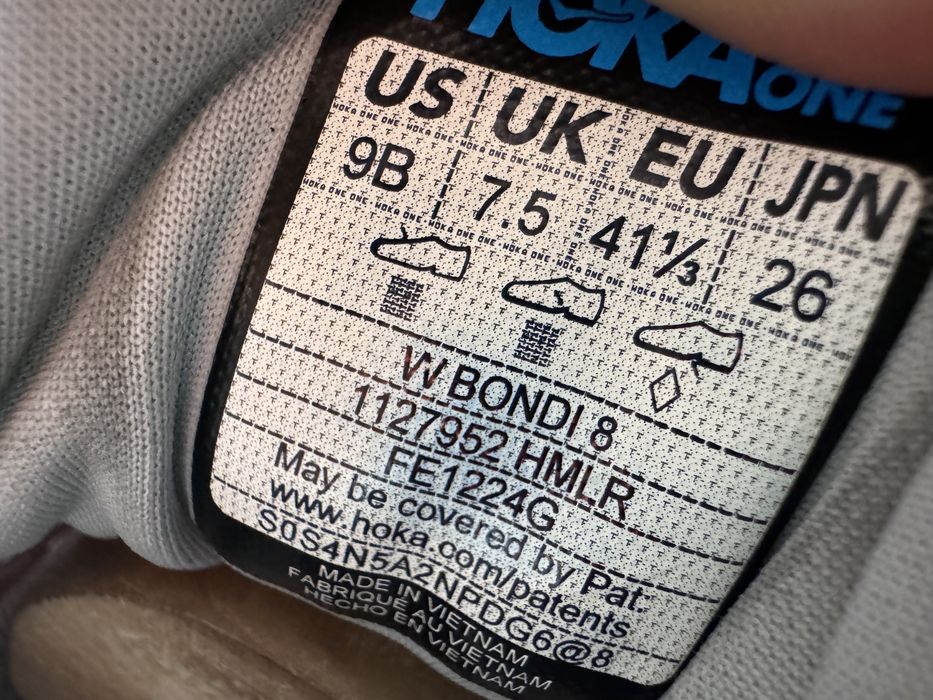 HOKA ONE
US UK EU JPN
9B 7.5 41⅓ 26
W BONDI 8
1127952 HMLR
FE1224G
May be covered by Pat.
www.hoka.com/patents
S0S4N5A2NPDG6@8
MADE IN VIETNAM
FABRIQUE AU VIETNAM
HECHO EN VIETNAM